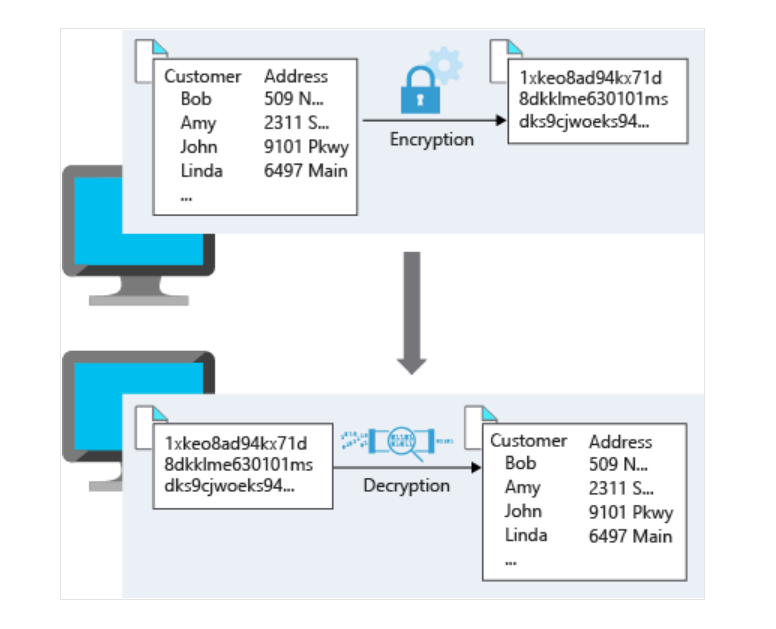 Customer Address
Bob 509 N...
Amy 2311 S...
John 9101 Pkwy
Linda 6497 Main
...
Encryption
1xkeo8ad94kx71d
8dkklme630101ms
dks9cjwoeks94...
1xkeo8ad94kx71d
8dkklme630101ms
dks9cjwoeks94...
Decryption
Customer Address
Bob 509 N...
Amy 2311 S...
John 9101 Pkwy
Linda 6497 Main
...